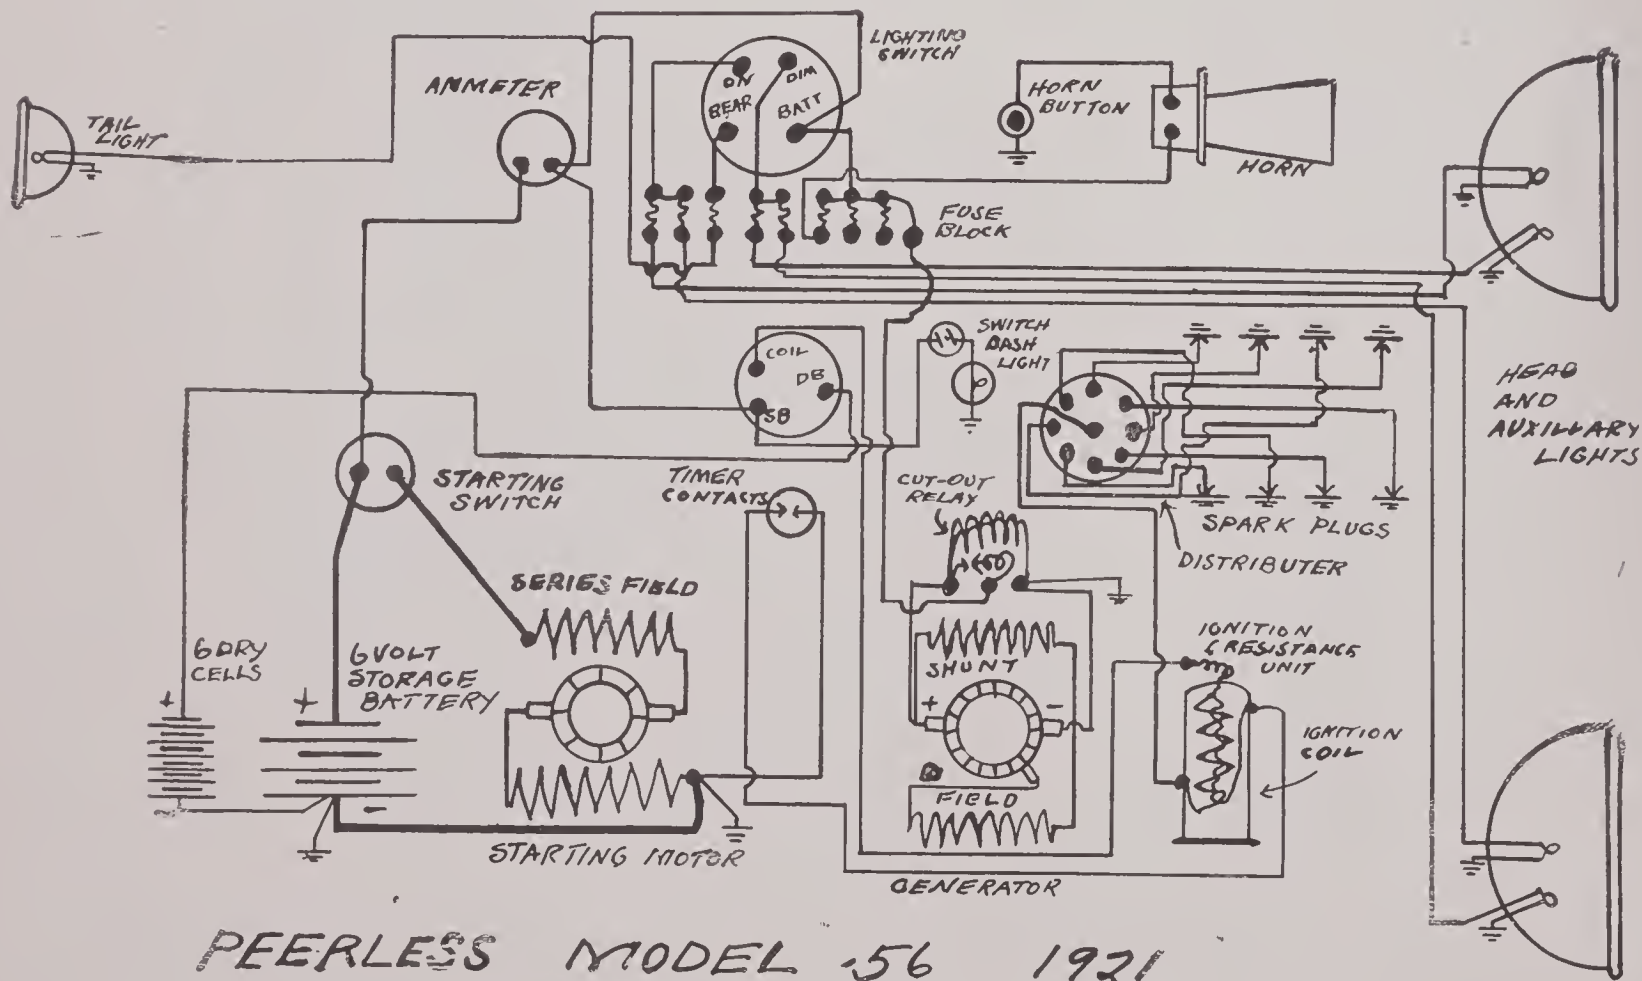 LIGHTING
SWITCH
AMMETER
ON
DIM
REAR
BATT
HORN
BUTTON
TAIL
LIGHT
HORN
FUSE
BLOCK
SWITCH
DASH
LIGHT
COIL
DB
SB
HEAD
AND
AUXILLARY
LIGHTS
STARTING
SWITCH
TIMER
CONTACTS
CUT-OUT
RELAY
SPARK PLUGS
DISTRIBUTER
SERIES FIELD
6 DRY
CELLS
6 VOLT
STORAGE
BATTERY
+
+
-
SHUNT
+
-
IGNITION
RESISTANCE
UNIT
IGNITION
COIL
FIELD
STARTING MOTOR
GENERATOR
PEERLESS MODEL 56 1921